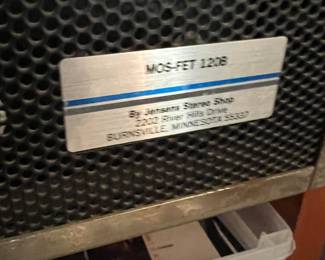 MOS-FET 120B
By Jensens Stereo Shop
2202 River Hills Drive
BURNSVILLE, MINNESOTA 55337